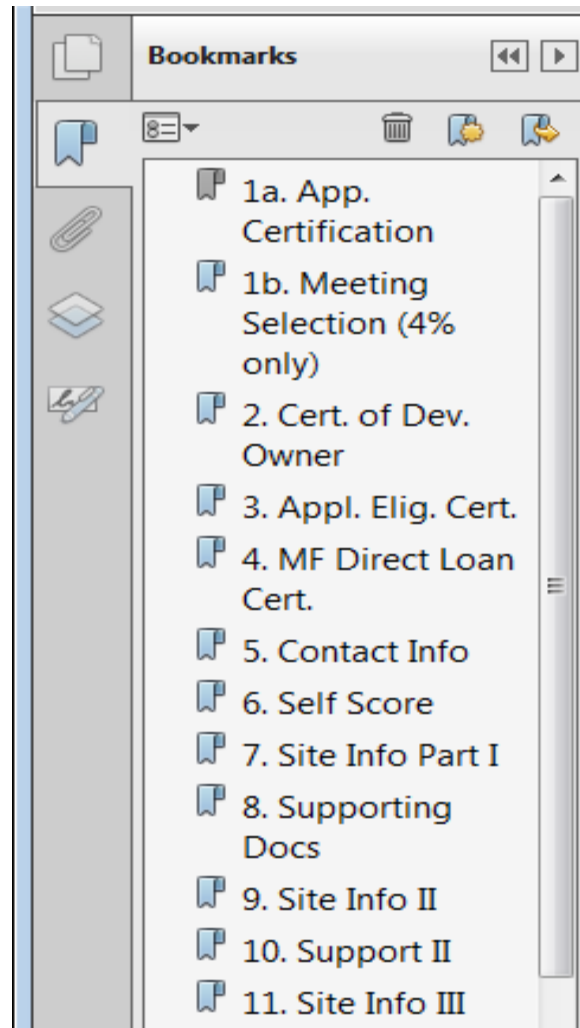 Bookmarks
1a. App.
Certification
1b. Meeting
Selection (4%
only)
2. Cert. of Dev.
Owner
3. Appl. Elig. Cert.
4. MF Direct Loan
Cert.
5. Contact Info
6. Self Score
7. Site Info Part I
8. Supporting
Docs
9. Site Info II
10. Support II
11. Site Info III